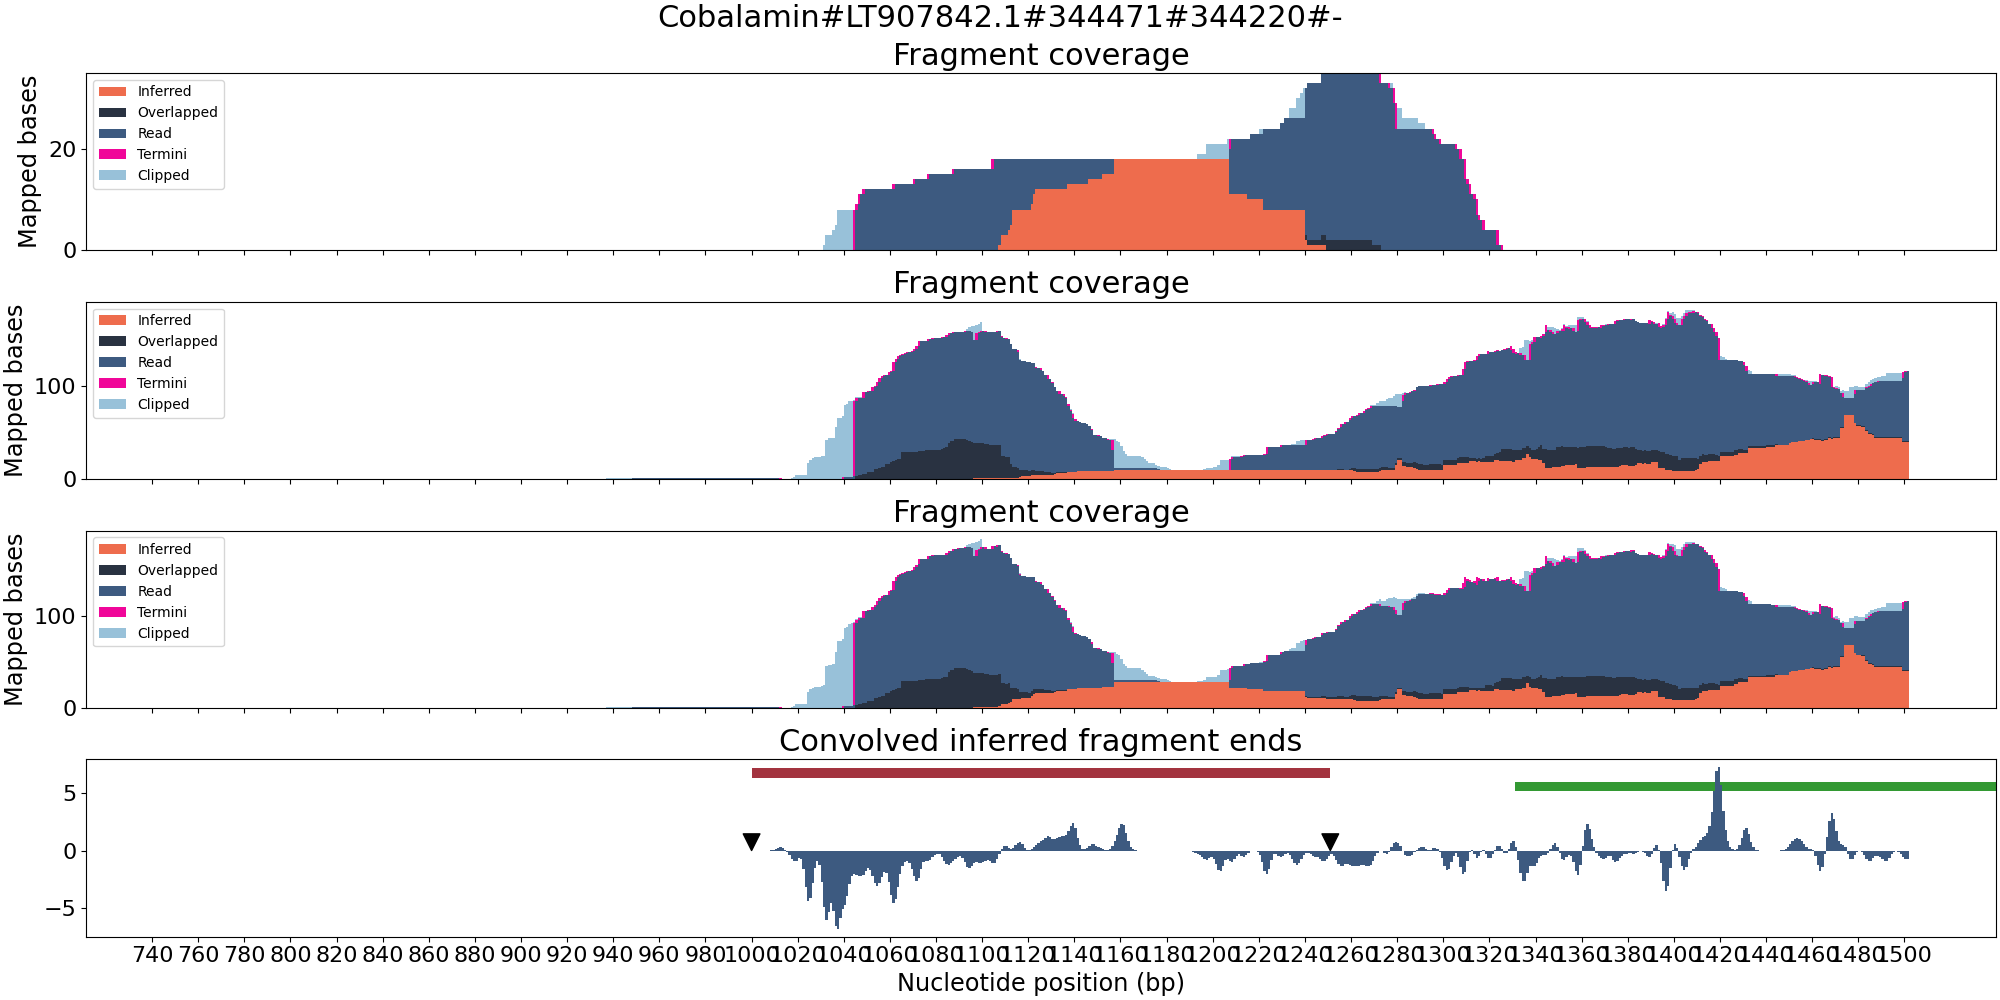 Cobalamin#LT907842.1#344471#344220#-
Fragment coverage
Mapped bases
20
0
Inferred
Overlapped
Read
Termini
Clipped
Fragment coverage
Mapped bases
100
0
Inferred
Overlapped
Read
Termini
Clipped
Fragment coverage
Mapped bases
100
0
Inferred
Overlapped
Read
Termini
Clipped
Convolved inferred fragment ends
5
0
−5
740 760 780 800 820 840 860 880 900 920 940 960 980 1000 1020 1040 1060 1080 1100 1120 1140 1160 1180 1200 1220 1240 1260 1280 1300 1320 1340 1360 1380 1400 1420 1440 1460 1480 1500
Nucleotide position (bp)